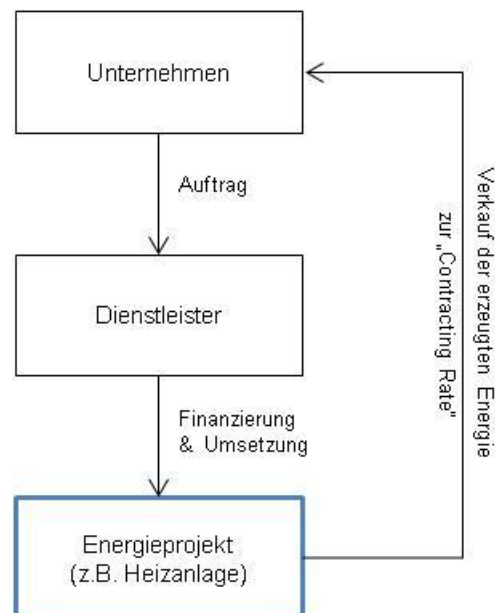 Unternehmen
Auftrag
Dienstleister
Finanzierung
& Umsetzung
Energieprojekt
(z.B. Heizanlage)
Verkauf der erzeugten Energie
zur „Contracting Rate"